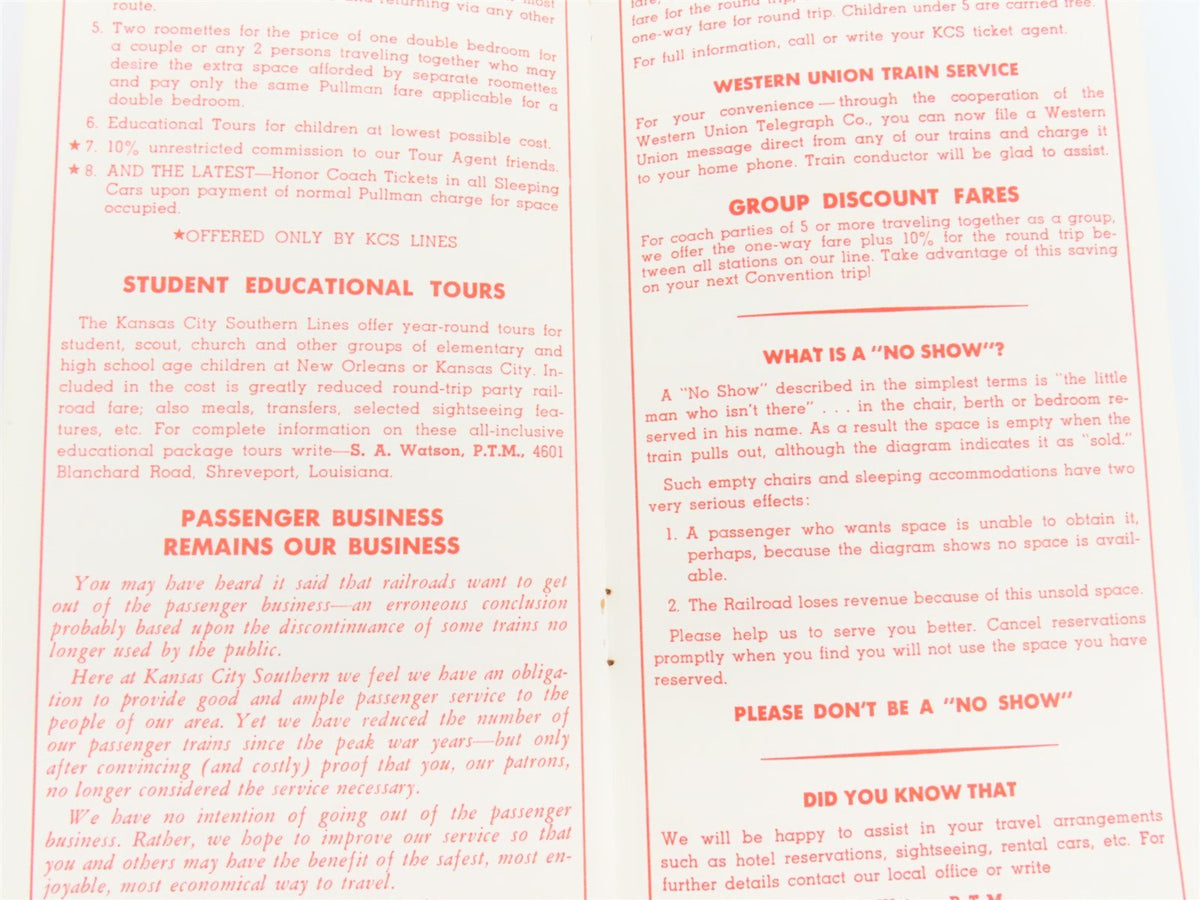 route.
and returning via any other
5. Two roomettes for the price of one double bedroom for
a couple or any 2 persons traveling together who may
desire the extra space afforded by separate roomettes
and pay only the same Pullman fare applicable for a
double bedroom.
6. Educational Tours for children at lowest possible cost.
★7. 10% unrestricted commission to our Tour Agent friends.
★8. AND THE LATEST—Honor Coach Tickets in all Sleeping
Cars upon payment of normal Pullman charge for space
occupied.
★OFFERED ONLY BY KCS LINES
STUDENT EDUCATIONAL TOURS
The Kansas City Southern Lines offer year-round tours for
student, scout, church and other groups of elementary and
high school age children at New Orleans or Kansas City. In-
cluded in the cost is greatly reduced round-trip party rail-
road fare; also meals, transfers, selected sightseeing fea-
tures, etc. For complete information on these all-inclusive
educational package tours write—S. A. Watson, P.T.M., 4601
Blanchard Road, Shreveport, Louisiana.
PASSENGER BUSINESS
REMAINS OUR BUSINESS
You may have heard it said that railroads want to get
out of the passenger business—an erroneous conclusion
probably based upon the discontinuance of some trains no
longer used by the public.
Here at Kansas City Southern we feel we have an obliga-
tion to provide good and ample passenger service to the
people of our area. Yet we have reduced the number of
our passenger trains since the peak war years—but only
after convincing (and costly) proof that you, our patrons,
no longer considered the service necessary.
We have no intention of going out of the passenger
business. Rather, we hope to improve our service so that
you and others may have the benefit of the safest, most en-
joyable, most economical way to travel.
fare for the round trip,
one-way fare for round trip. Children under 5 are carried free.
For full information, call or write your KCS ticket agent.
WESTERN UNION TRAIN SERVICE
For your convenience—through the cooperation of the
Western Union Telegraph Co., you can now file a Western
Union message direct from any of our trains and charge it
to your home phone. Train conductor will be glad to assist.
GROUP DISCOUNT FARES
For coach parties of 5 or more traveling together as a group,
we offer the one-way fare plus 10% for the round trip be-
tween all stations on our line. Take advantage of this saving
on your next Convention trip!
WHAT IS A "NO SHOW"?
A "No Show" described in the simplest terms is "the little
man who isn't there" . . . in the chair, berth or bedroom re-
served in his name. As a result the space is empty when the
train pulls out, although the diagram indicates it as "sold."
Such empty chairs and sleeping accommodations have two
very serious effects:
1. A passenger who wants space is unable to obtain it,
perhaps, because the diagram shows no space is avail-
able.
2. The Railroad loses revenue because of this unsold space.
Please help us to serve you better. Cancel reservations
promptly when you find you will not use the space you have
reserved.
PLEASE DON'T BE A "NO SHOW"
DID YOU KNOW THAT
We will be happy to assist in your travel arrangements
such as hotel reservations, sightseeing, rental cars, etc. For
further details contact our local office or write